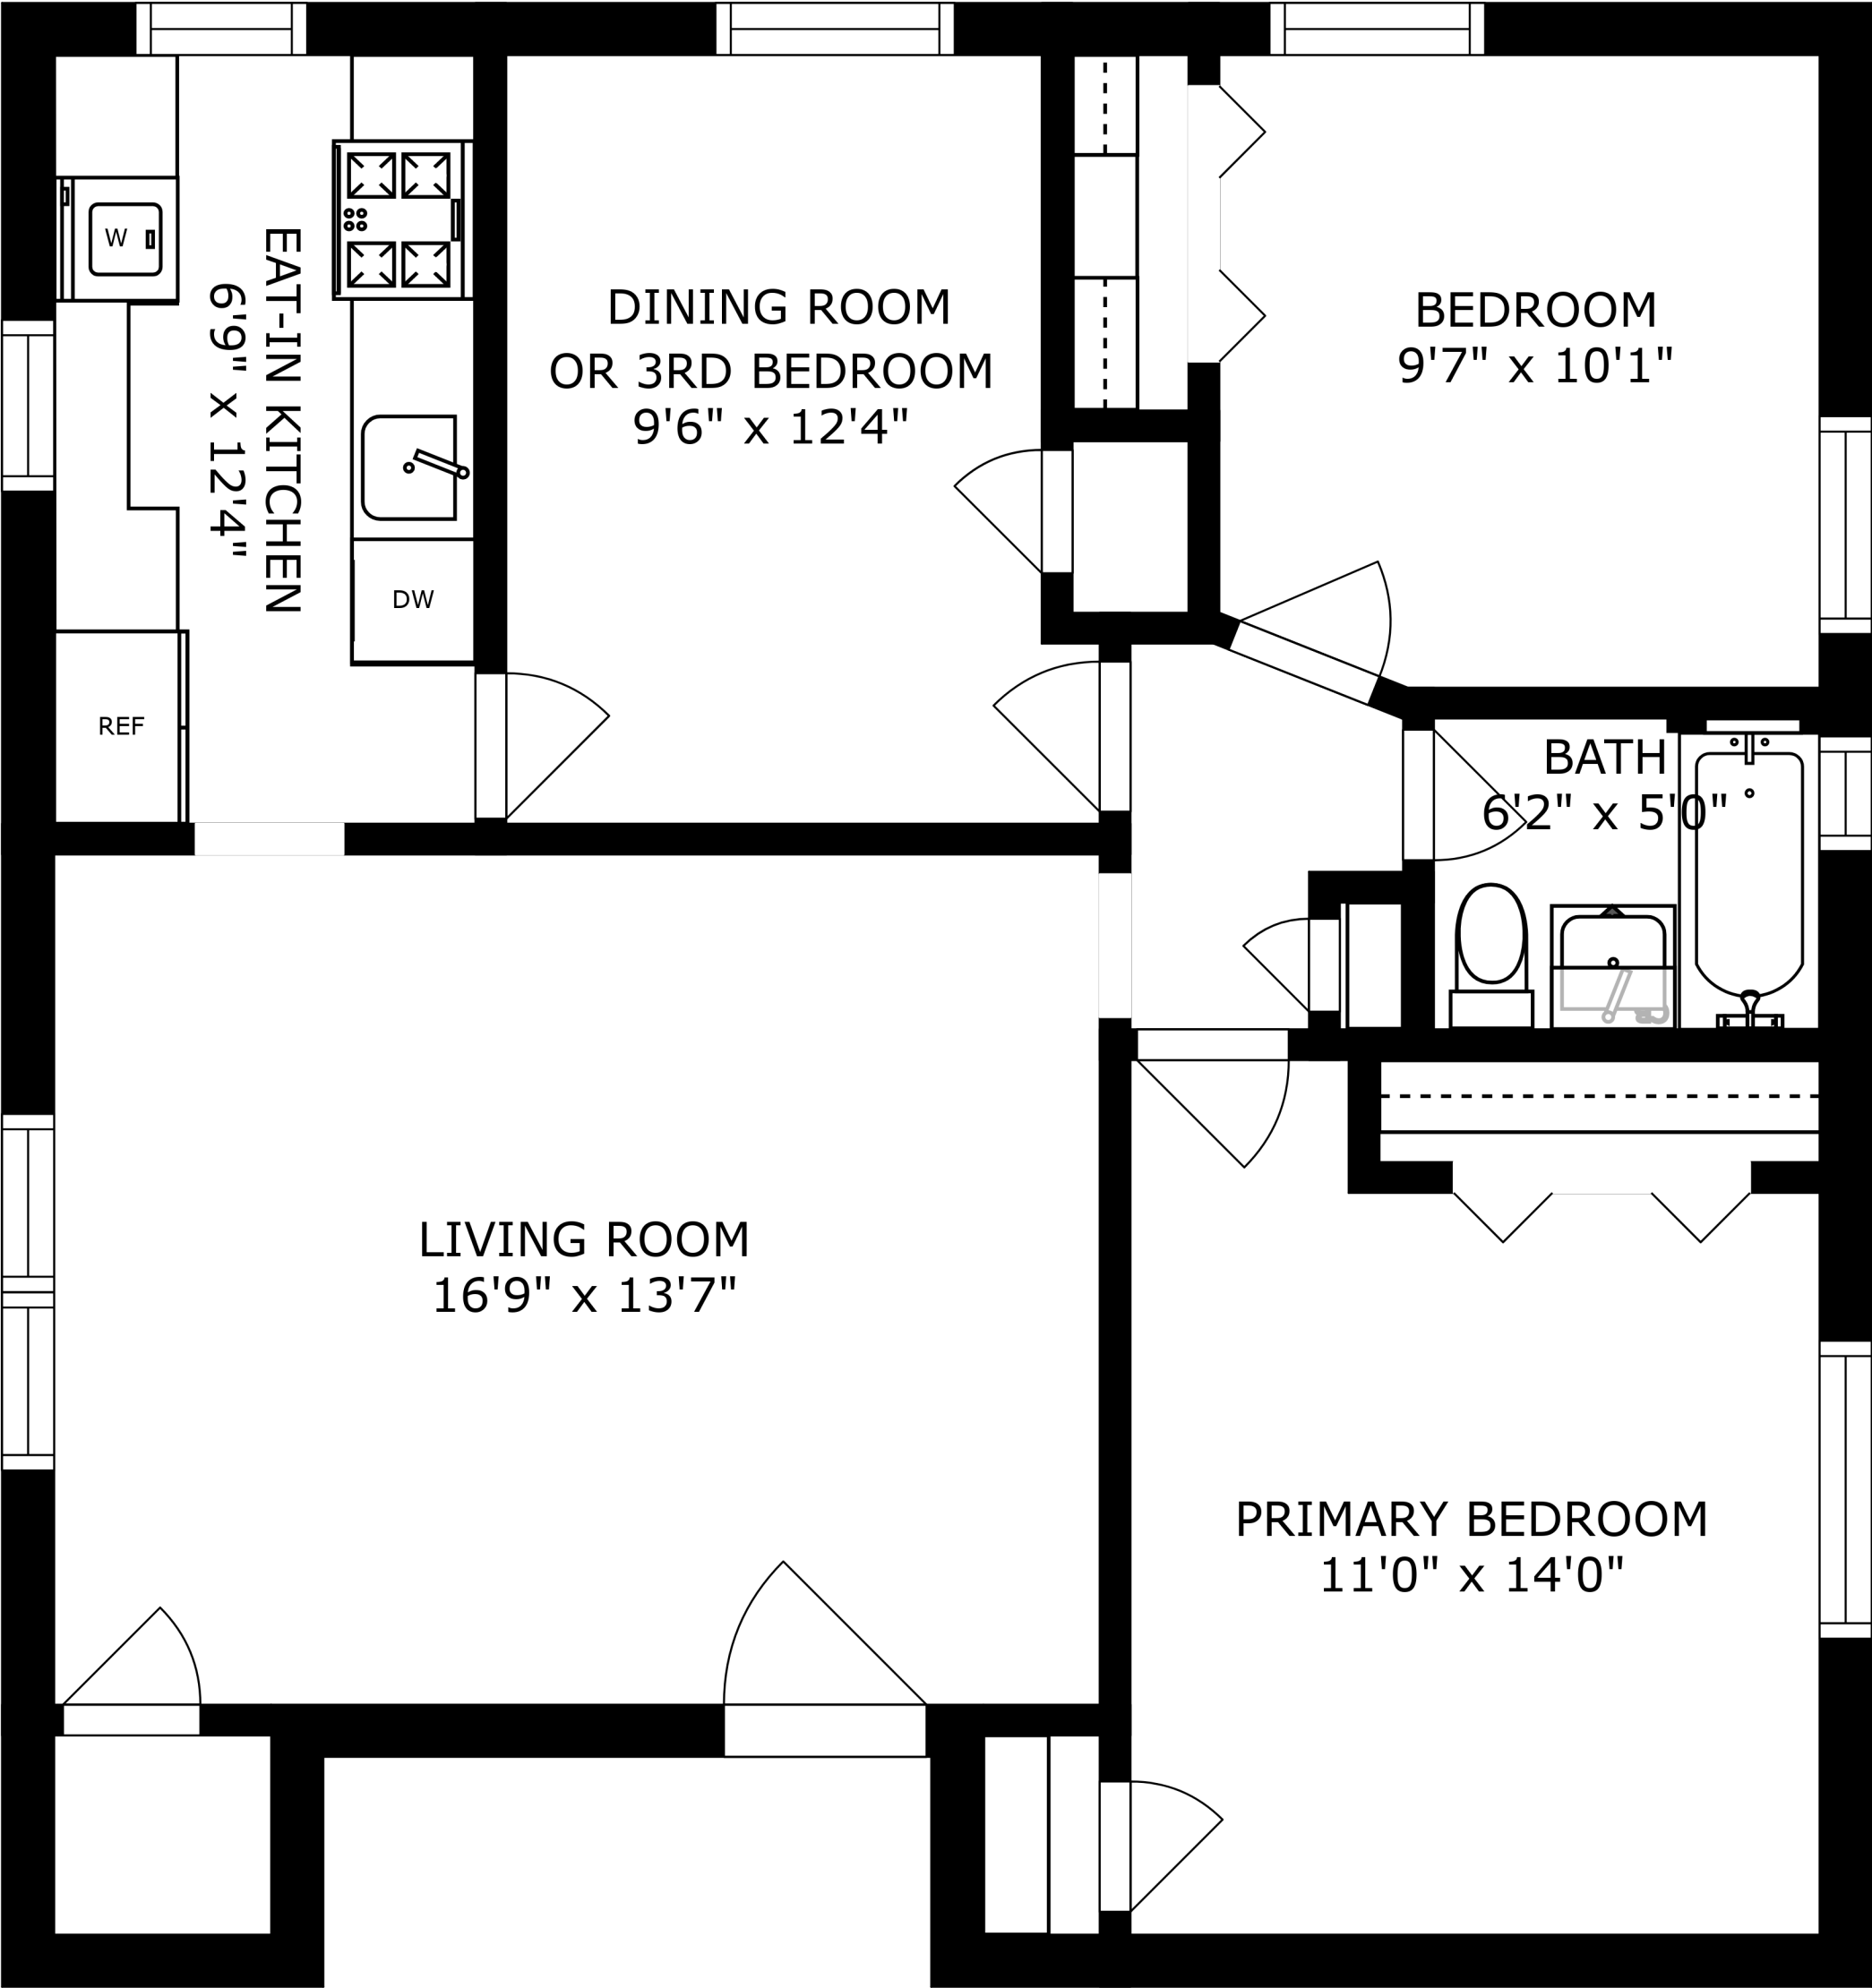 W
EAT-IN KITCHEN
6'9" x 12'4"
DW
REF
DINING ROOM
OR 3RD BEDROOM
9'6" x 12'4"
BEDROOM
9'7" x 10'1"
BATH
6'2" x 5'0"
LIVING ROOM
16'9" x 13'7"
PRIMARY BEDROOM
11'0" x 14'0"